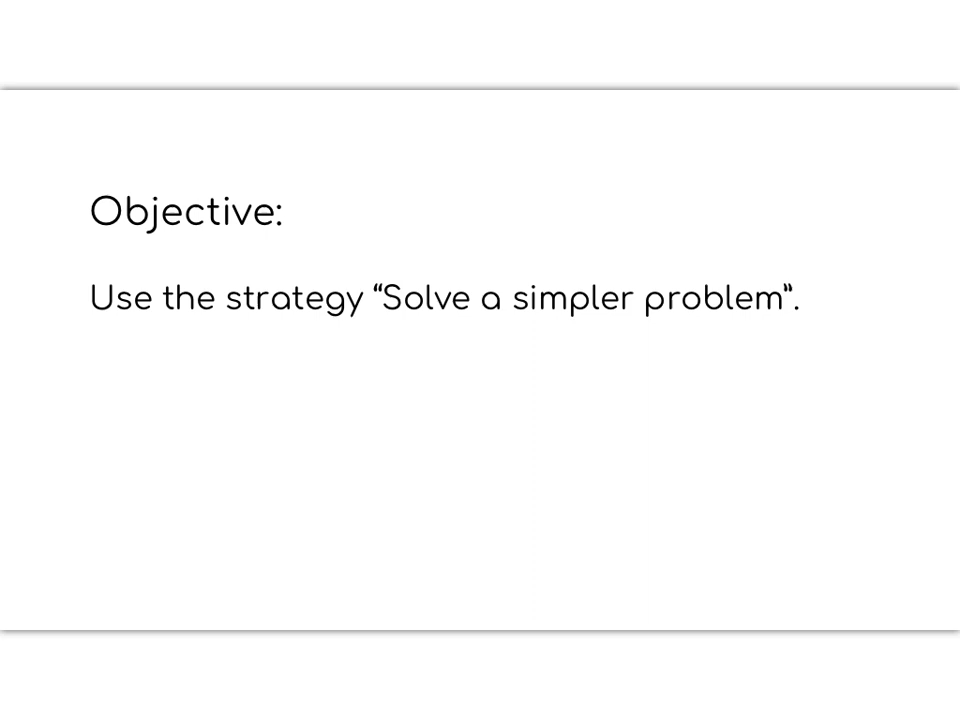 Objective:
Use the strategy “Solve a simpler problem”.